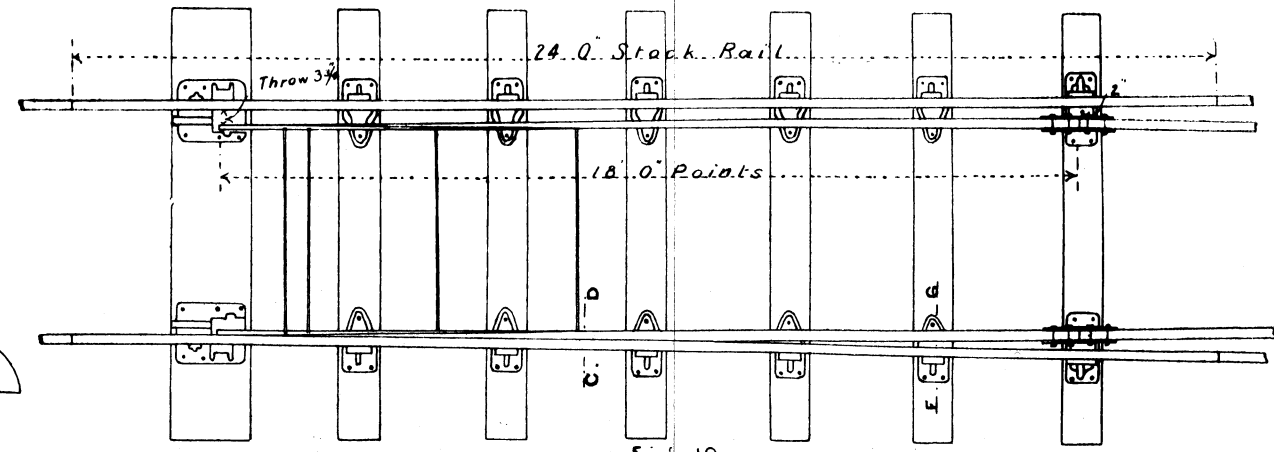 24' 0" Stock Rail
Throw 3¾"
2"
18' 0" Points
D
G
C.